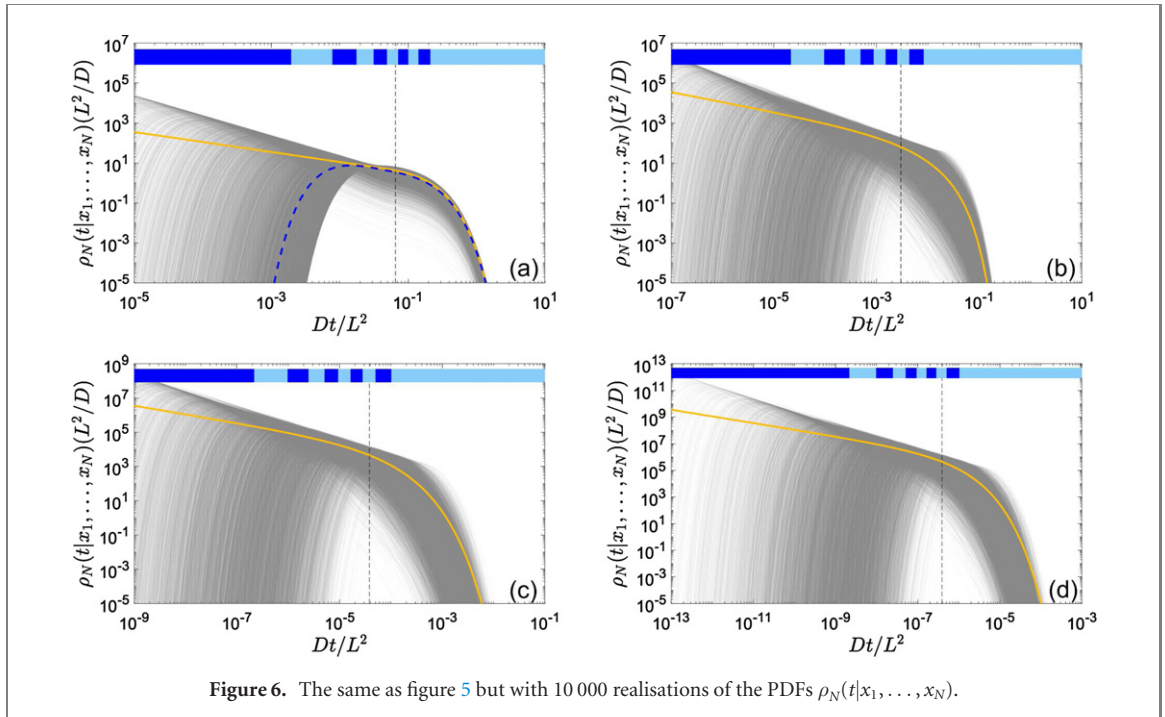 10^7
10^5
10^3
10^1
10^-1
10^-3
10^-5
ρ_N(t|x_1, . . . , x_N)(L^2/D)
(a)
10^-5 10^-3 10^-1 10^1
Dt/L^2
10^7
10^5
10^3
10^1
10^-1
10^-3
10^-5
ρ_N(t|x_1, . . . , x_N)(L^2/D)
(b)
10^-7 10^-5 10^-3 10^-1 10^1
Dt/L^2
10^9
10^7
10^5
10^3
10^1
10^-1
10^-3
10^-5
ρ_N(t|x_1, . . . , x_N)(L^2/D)
(c)
10^-9 10^-7 10^-5 10^-3 10^-1
Dt/L^2
10^13
10^11
10^9
10^7
10^5
10^3
10^1
10^-1
10^-3
10^-5
ρ_N(t|x_1, . . . , x_N)(L^2/D)
(d)
10^-13 10^-11 10^-9 10^-7 10^-5 10^-3
Dt/L^2
Figure 6. The same as figure 5 but with 10 000 realisations of the PDFs ρ_N(t|x_1, . . . , x_N).